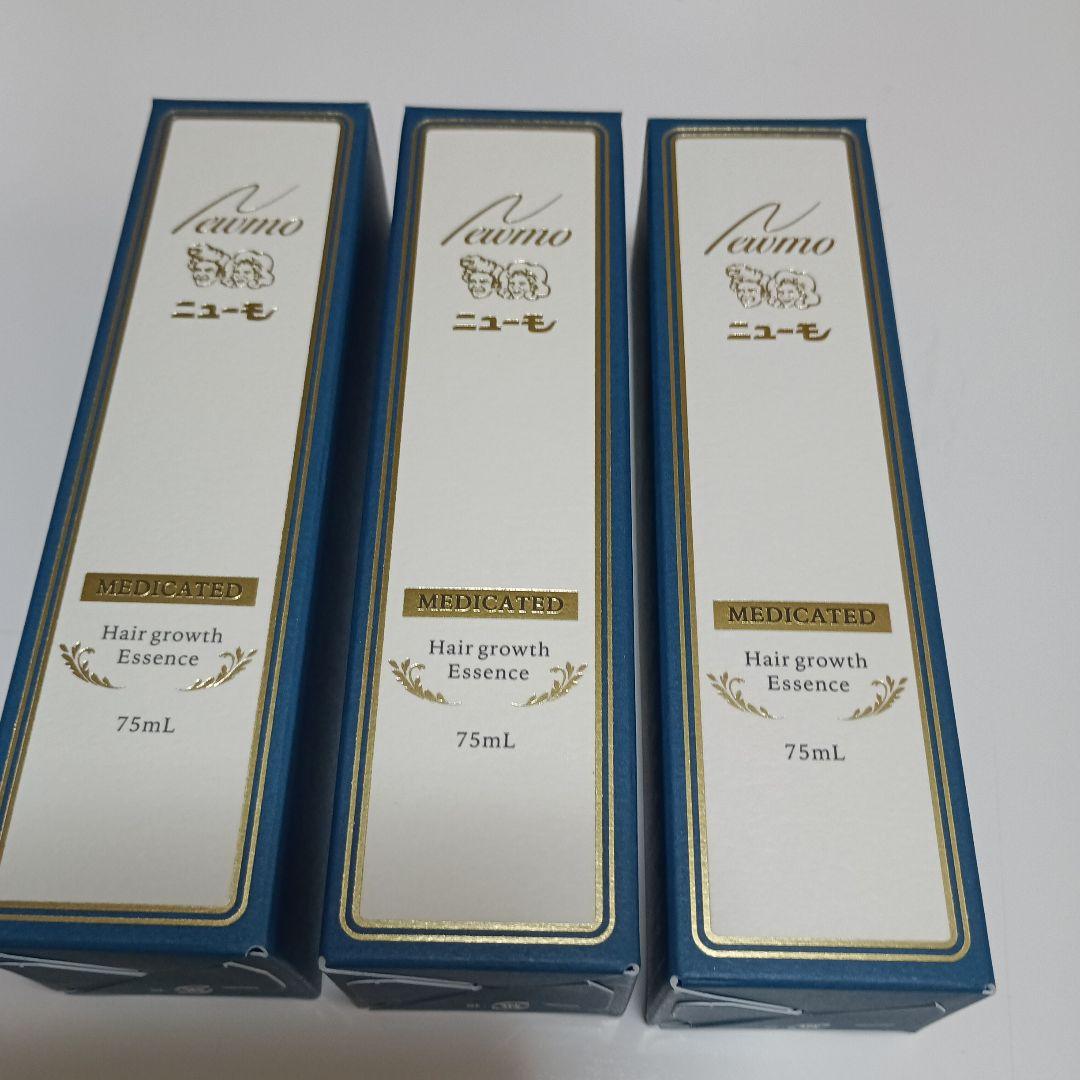 Newmo
ニューモ
MEDICATED
Hair growth
Essence
75mL
Newmo
ニューモ
MEDICATED
Hair growth
Essence
75mL
Newmo
ニューモ
MEDICATED
Hair growth
Essence
75mL